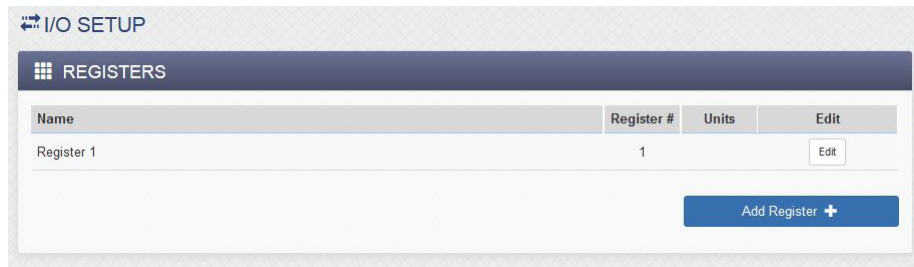 I/O SETUP
REGISTERS
Name Register # Units Edit
Register 1 1 Edit
Add Register